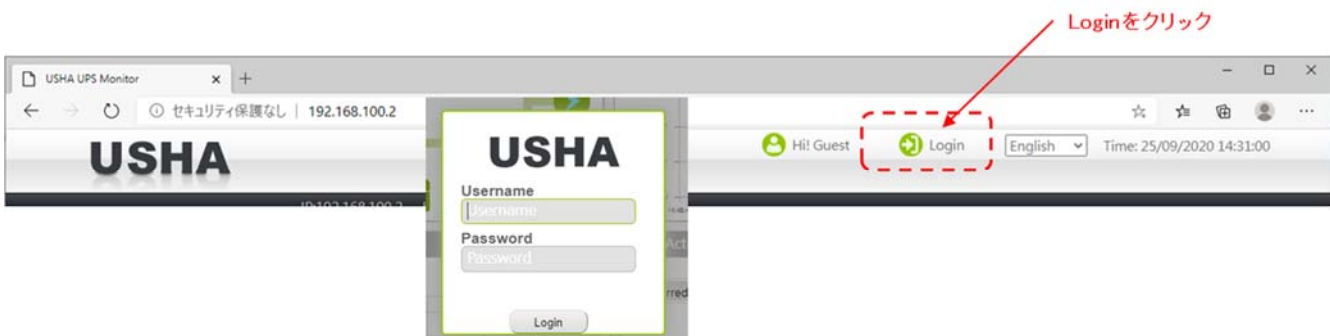 Loginをクリック
USHA UPS Monitor
セキュリティ保護なし | 192.168.100.2
USHA
Hi! Guest
Login
English
Time: 25/09/2020 14:31:00
USHA
Username
Username
Password
Password
Login